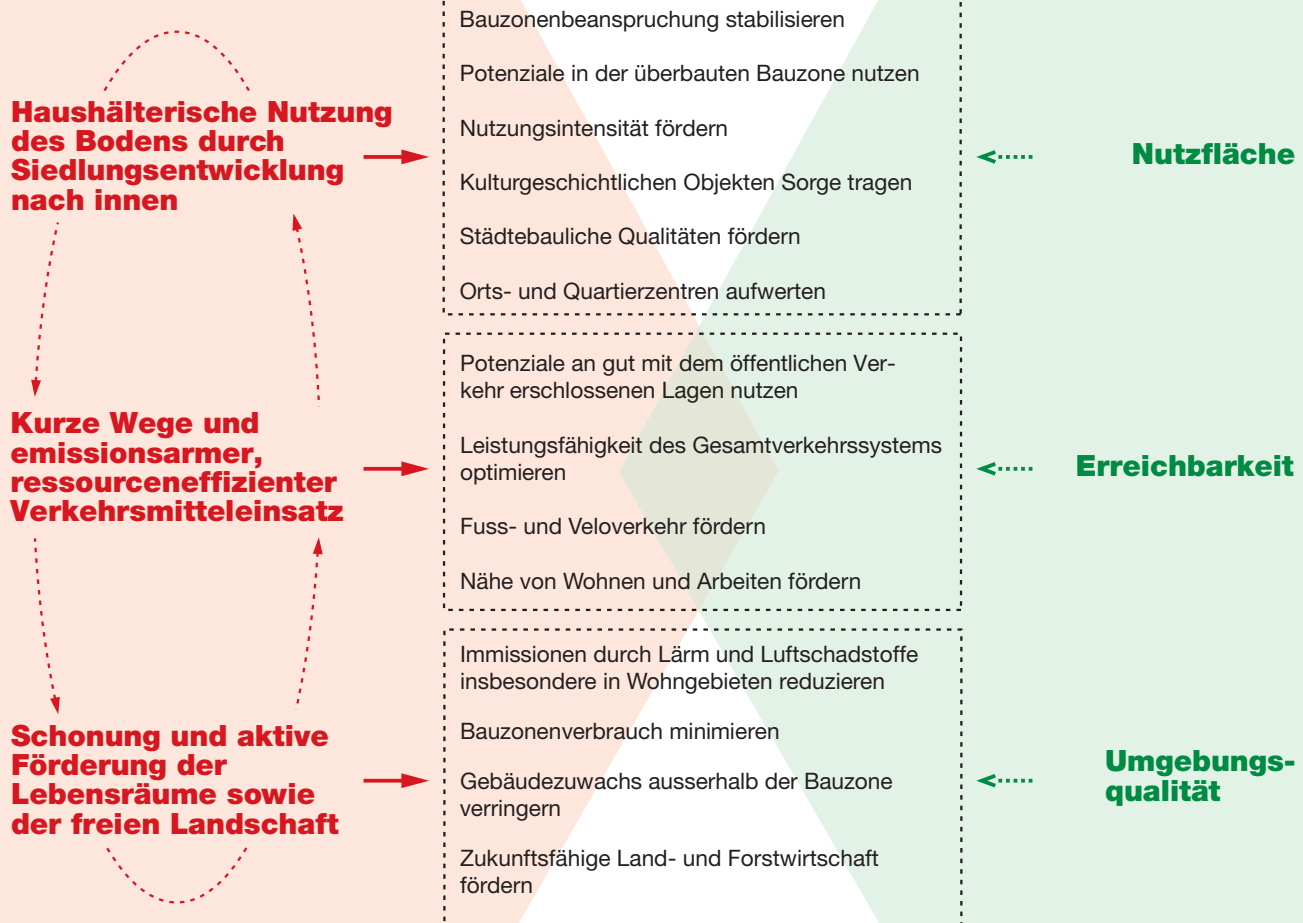 Haushälterische Nutzung
des Bodens durch
Siedlungsentwicklung
nach innen
Bauzonenbeanspruchung stabilisieren
Potenziale in der überbauten Bauzone nutzen
Nutzungsintensität fördern
Kulturgeschichtlichen Objekten Sorge tragen
Städtebauliche Qualitäten fördern
Orts- und Quartierzentren aufwerten
Nutzfläche
Kurze Wege und
emissionsarmer,
ressourceneffizienter
Verkehrsmitteleinsatz
Potenziale an gut mit dem öffentlichen Ver-
kehr erschlossenen Lagen nutzen
Leistungsfähigkeit des Gesamtverkehrssystems
optimieren
Fuss- und Veloverkehr fördern
Nähe von Wohnen und Arbeiten fördern
Erreichbarkeit
Schonung und aktive
Förderung der
Lebensräume sowie
der freien Landschaft
Immissionen durch Lärm und Luftschadstoffe
insbesondere in Wohngebieten reduzieren
Bauzonenverbrauch minimieren
Gebäudezuwachs ausserhalb der Bauzone
verringern
Zukunftsfähige Land- und Forstwirtschaft
fördern
Umgebungs-
qualität